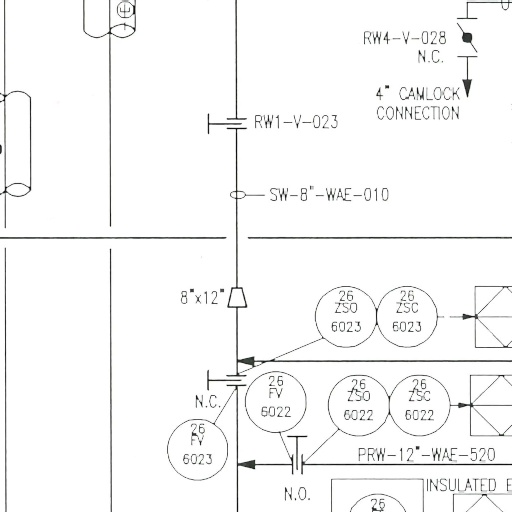 RW4-V-028
N.C.
4" CAMLOCK
CONNECTION
RW1-V-023
SW-8"-WAE-010
8"x12"
26
ZSO
6023
26
ZSC
6023
N.C.
26
FV
6022
26
ZSO
6022
26
ZSC
6022
26
FV
6023
PRW-12"-WAE-520
N.O.
INSULATED E
26